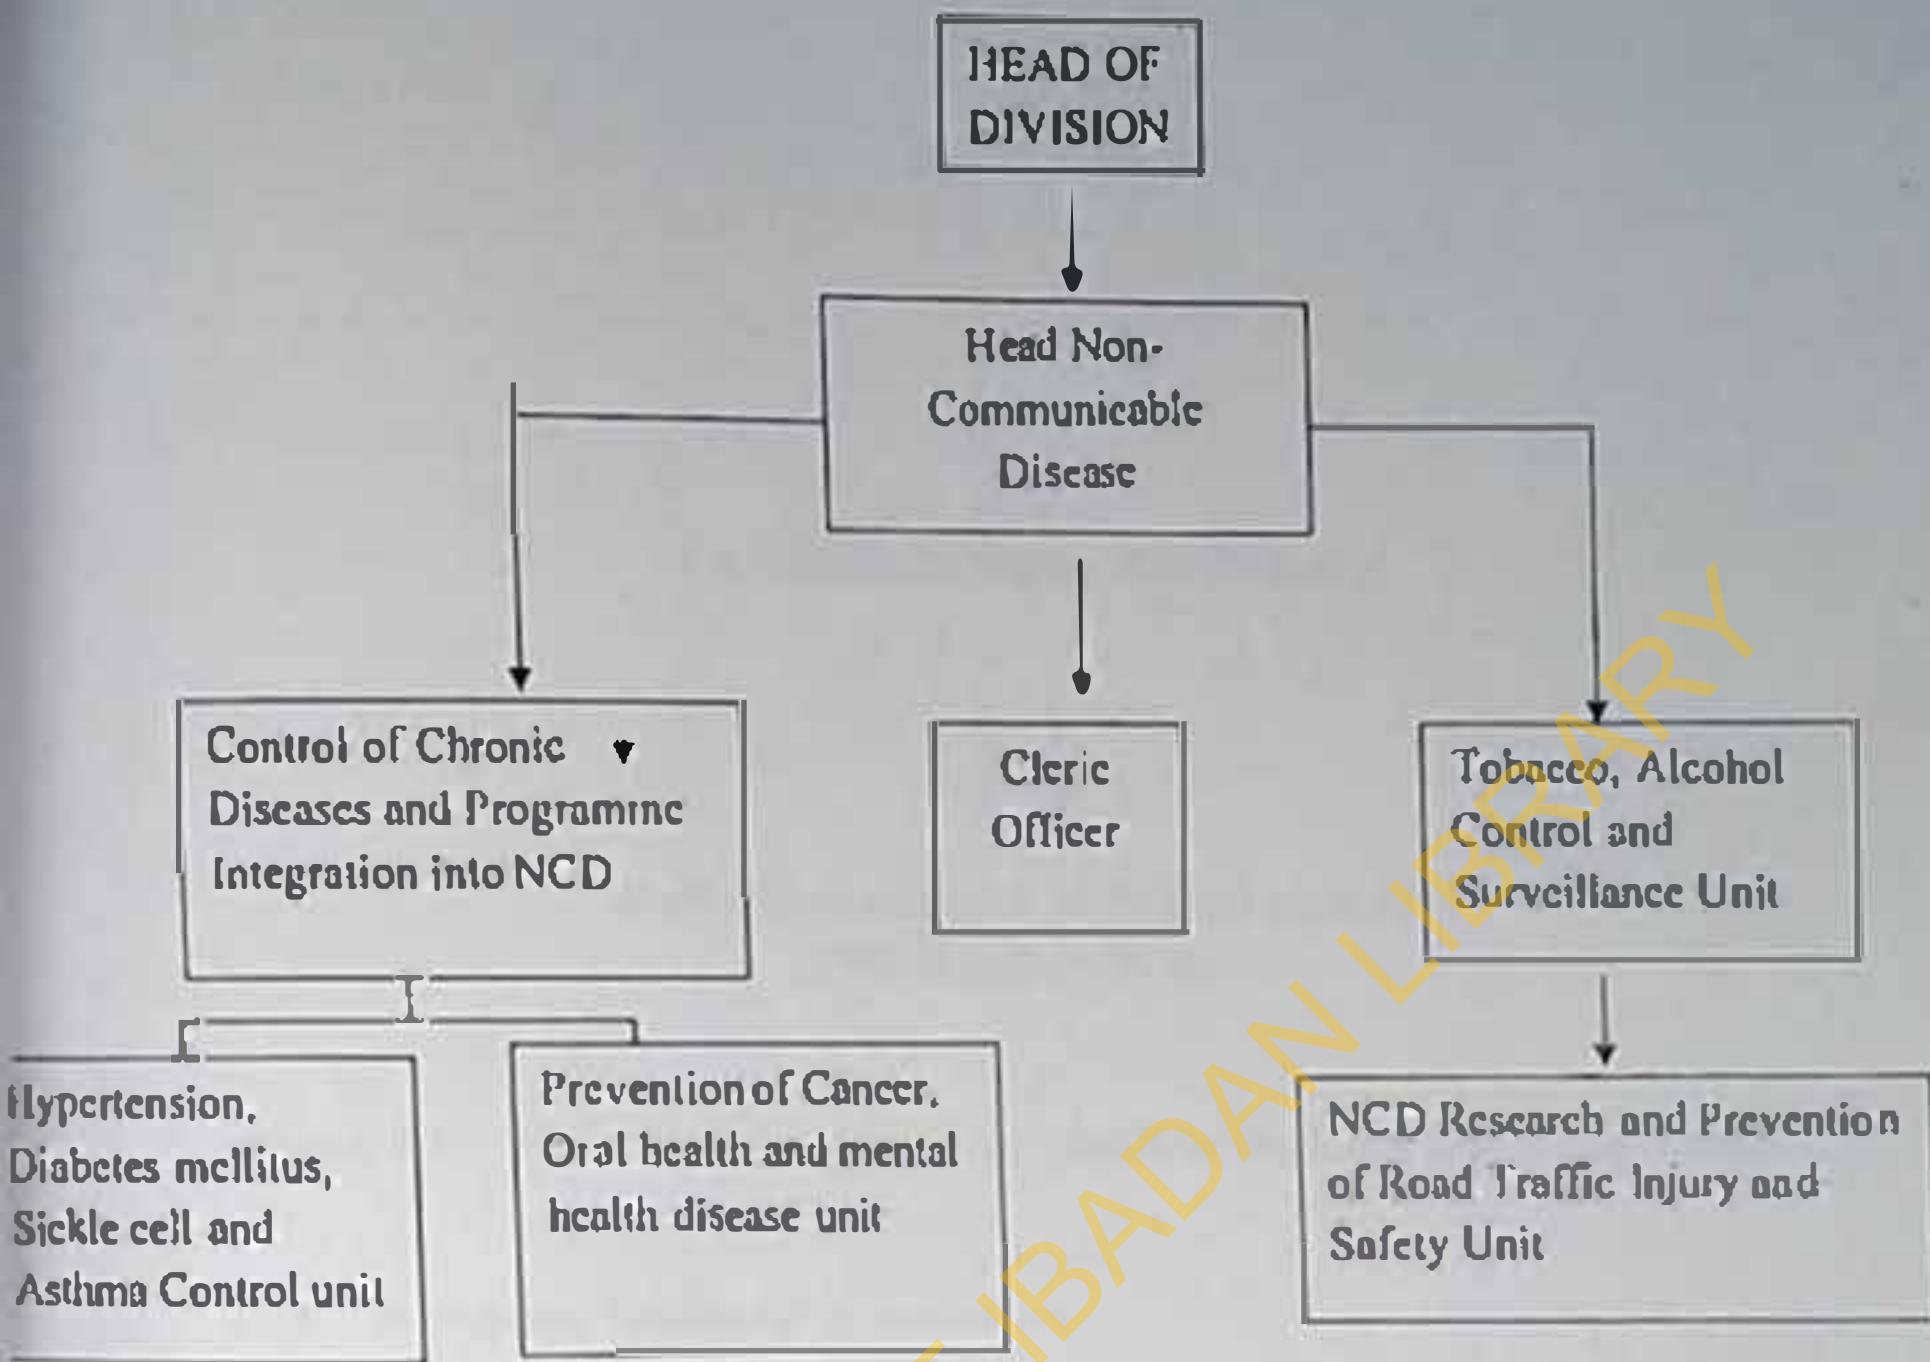 HEAD OF
DIVISION
Head Non-
Communicable
Disease
Control of Chronic
Diseases and Programme
Integration into NCD
Cleric
Officer
Tobacco, Alcohol
Control and
Surveillance Unit
Hypertension,
Diabetes mellitus,
Sickle cell and
Asthma Control unit
Prevention of Cancer,
Oral health and mental
health disease unit
NCD Research and Prevention
of Road Traffic Injury and
Safety Unit
IBADAN LIBRARY